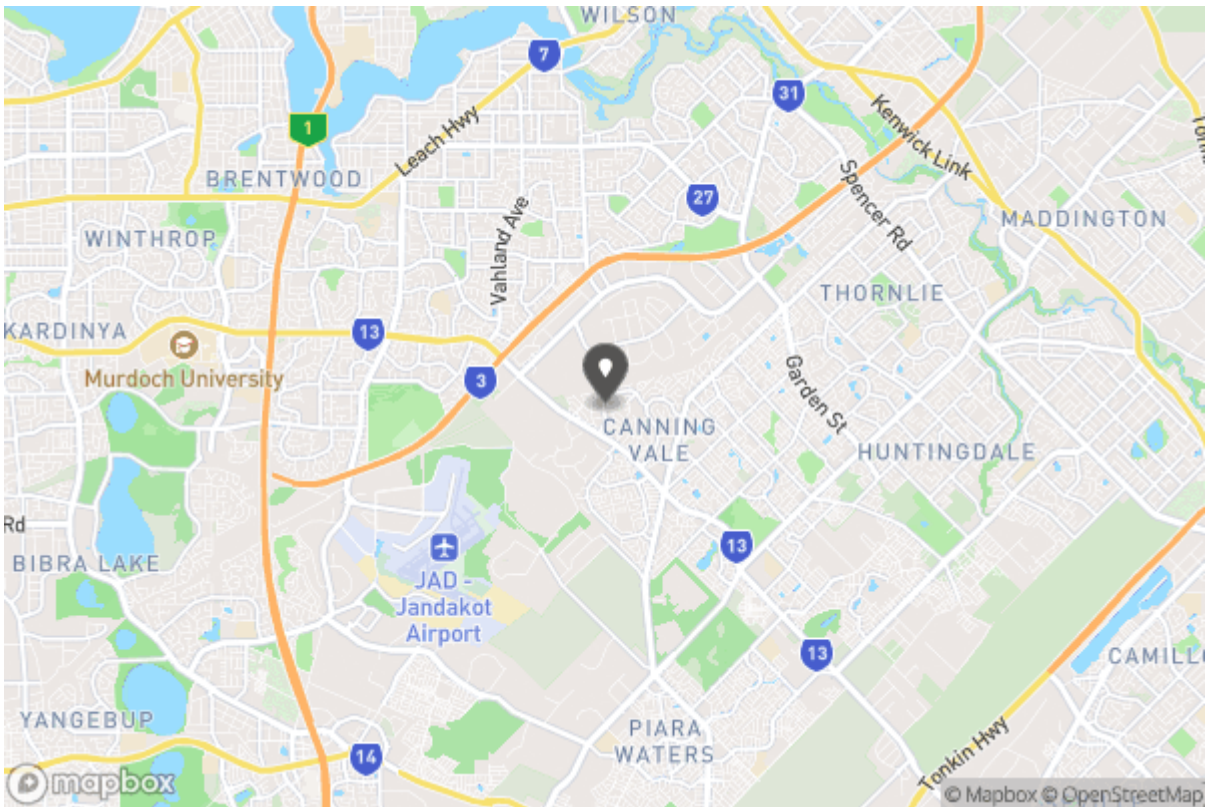 WILSON
7
31
1
Leach Hwy
Kenwick Link
BRENTWOOD
27
Spencer Rd
MADDINGTON
WINTHROP
Vahland Ave
THORNLIE
KARDINYA
13
Murdoch University
3
Garden St
CANNING
VALE
HUNTINGDALE
Rd
BIBRA LAKE
13
JAD -
Jandakot
Airport
13
CAMILLO
YANGEBUP
PIARA
WATERS
14
Tonkin Hwy
mapbox
© Mapbox © OpenStreetMap